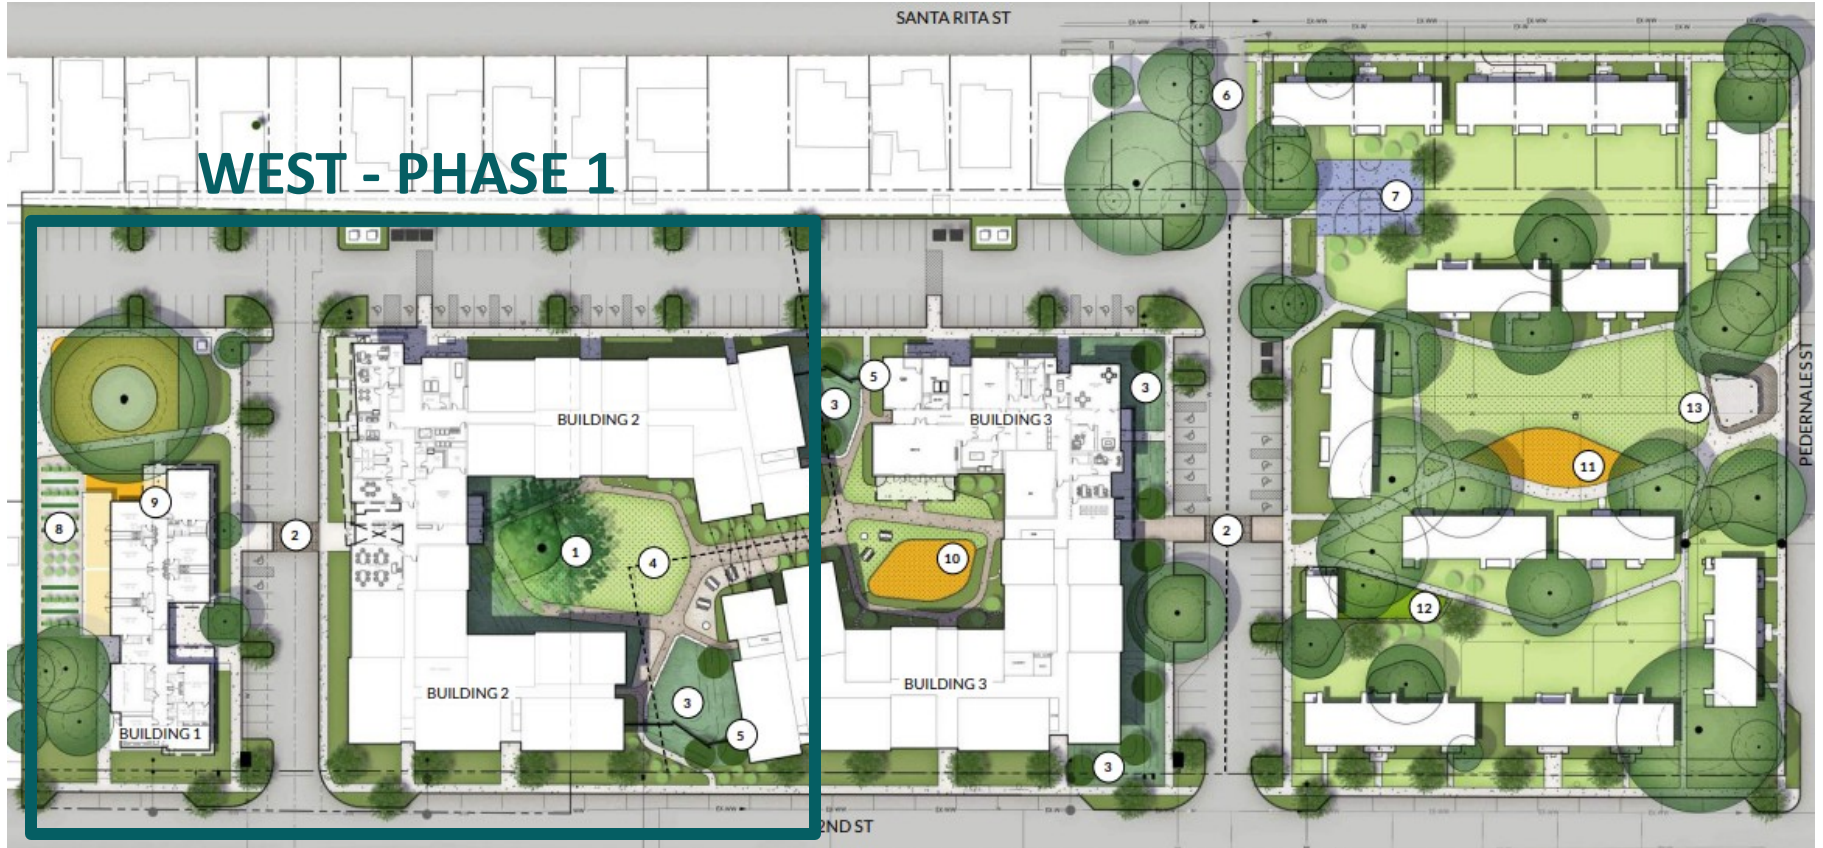 SANTA RITA ST
6
WEST - PHASE 1
7
PEDERNALES ST
5
3
3
13
BUILDING 2
BUILDING 3
11
9
8
2
1
4
10
2
12
BUILDING 2
BUILDING 3
3
5
BUILDING 1
3
2ND ST